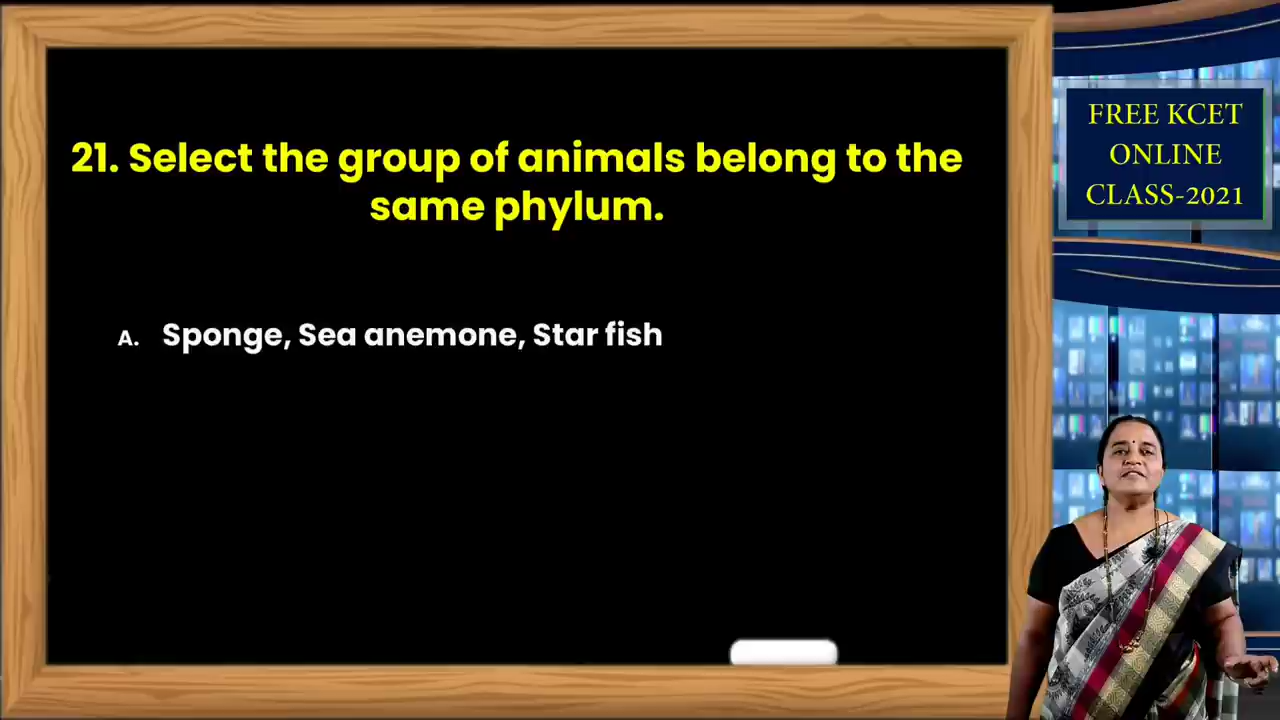 21. Select the group of animals belong to the
same phylum.
A. Sponge, Sea anemone, Star fish
FREE KCET
ONLINE
CLASS-2021